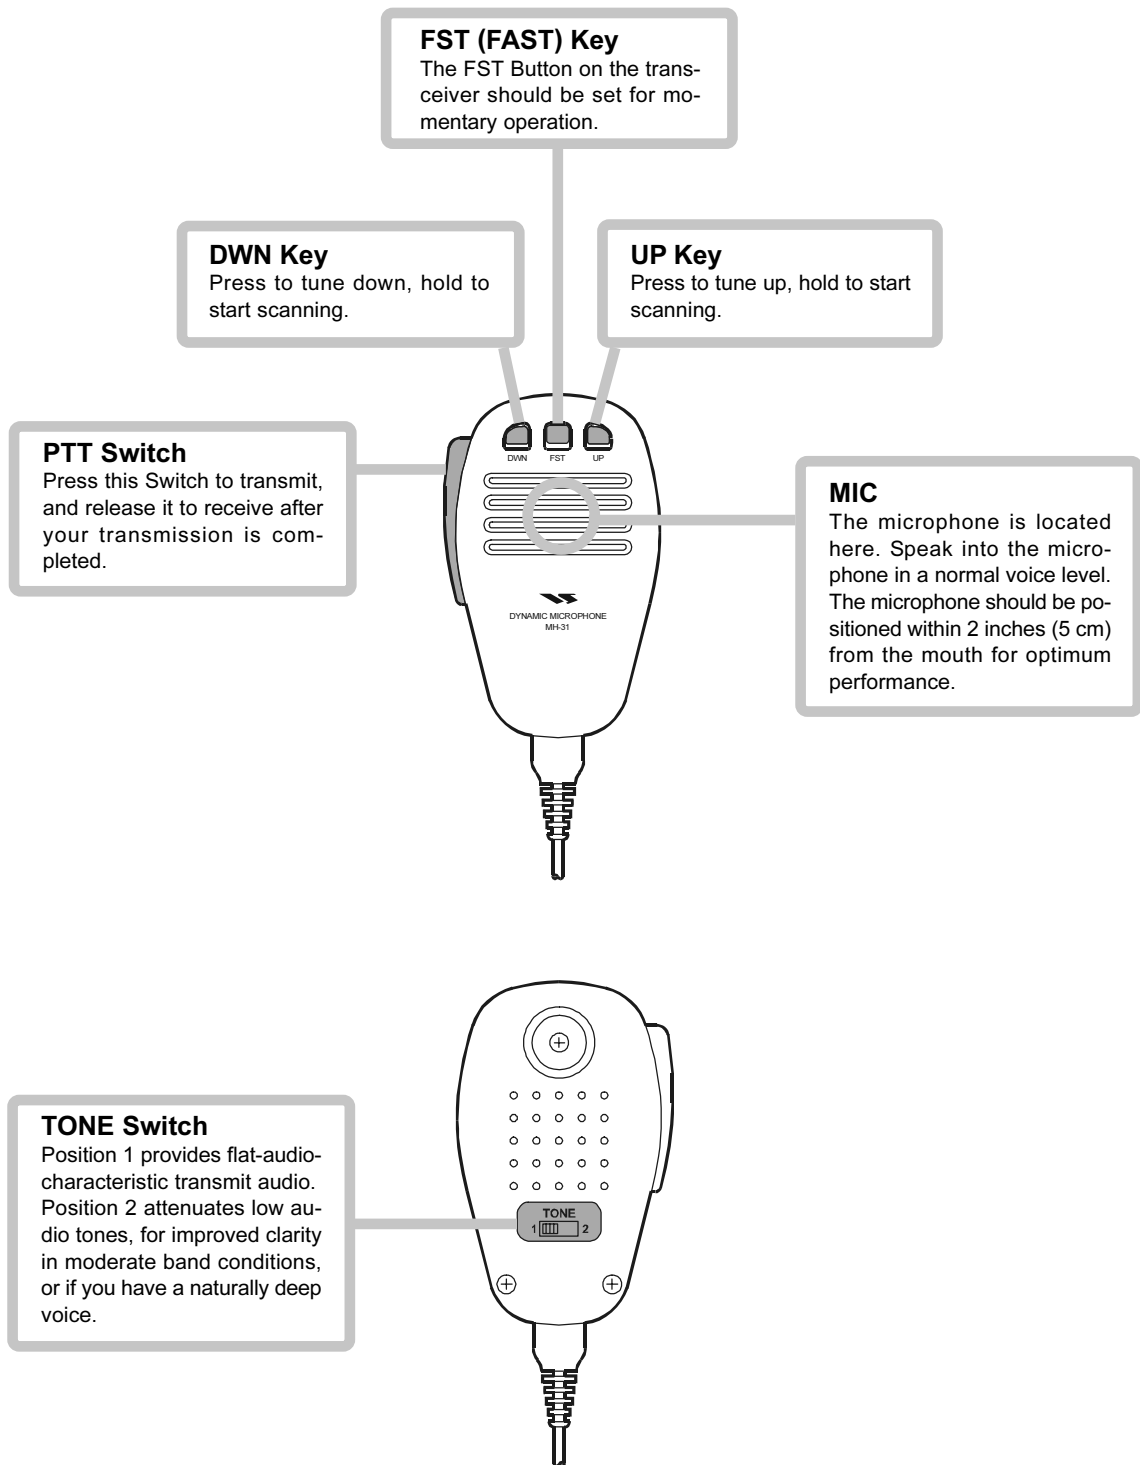 FST (FAST) Key
The FST Button on the trans-
ceiver should be set for mo-
mentary operation.
DWN Key
Press to tune down, hold to
start scanning.
UP Key
Press to tune up, hold to start
scanning.
PTT Switch
Press this Switch to transmit,
and release it to receive after
your transmission is com-
pleted.
DWN FST UP
DYNAMIC MICROPHONE
MH-31
MIC
The microphone is located
here. Speak into the micro-
phone in a normal voice level.
The microphone should be po-
sitioned within 2 inches (5 cm)
from the mouth for optimum
performance.
TONE Switch
Position 1 provides flat-audio-
characteristic transmit audio.
Position 2 attenuates low au-
dio tones, for improved clarity
in moderate band conditions,
or if you have a naturally deep
voice.
TONE
1 2